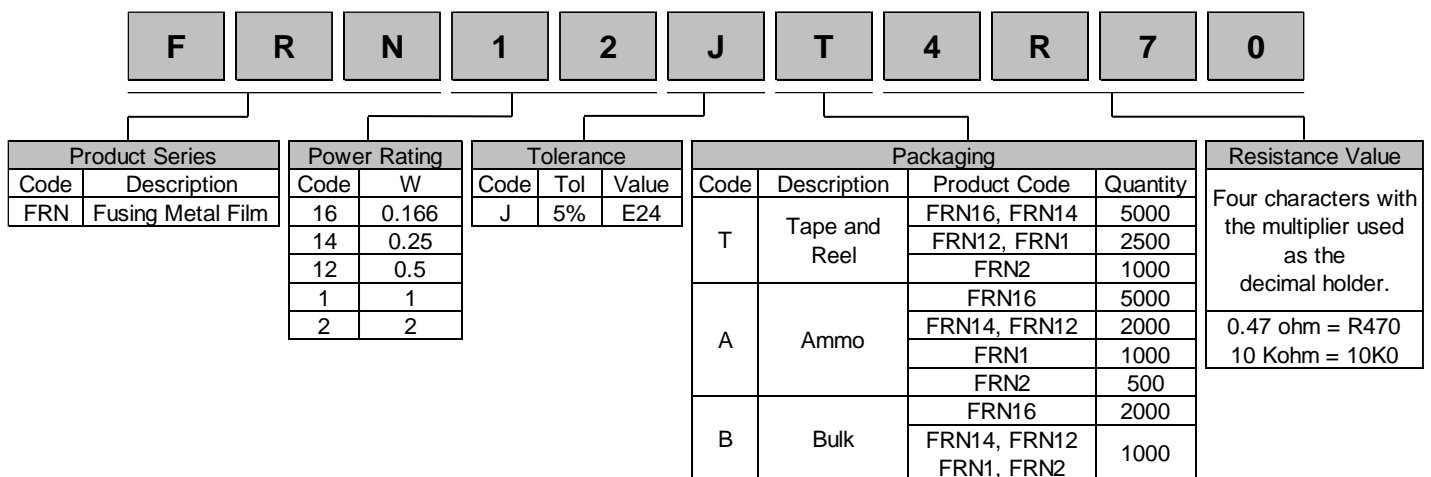 F R N 1 2 J T 4 R 7 0
Product Series
Code Description
FRN Fusing Metal Film
Power Rating
Code W
16 0.166
14 0.25
12 0.5
1 1
2 2
Tolerance
Code Tol Value
J 5% E24
Packaging
Code Description Product Code Quantity
T Tape and Reel
FRN16, FRN14 5000
FRN12, FRN1 2500
FRN2 1000
A Ammo
FRN16 5000
FRN14, FRN12 2000
FRN1 1000
FRN2 500
B Bulk
FRN16 2000
FRN14, FRN12
FRN1, FRN2
1000
Resistance Value
Four characters with
the multiplier used
as the
decimal holder.
0.47 ohm = R470
10 Kohm = 10K0